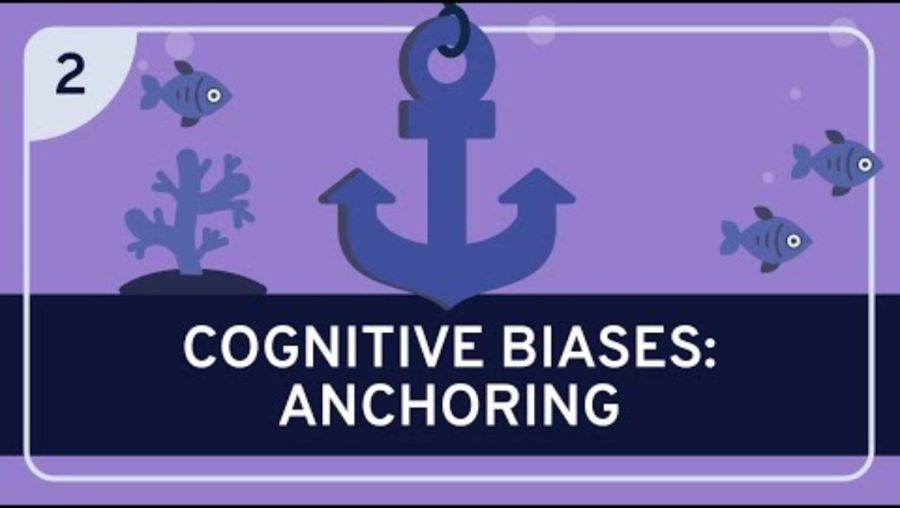 2
COGNITIVE BIASES:
ANCHORING